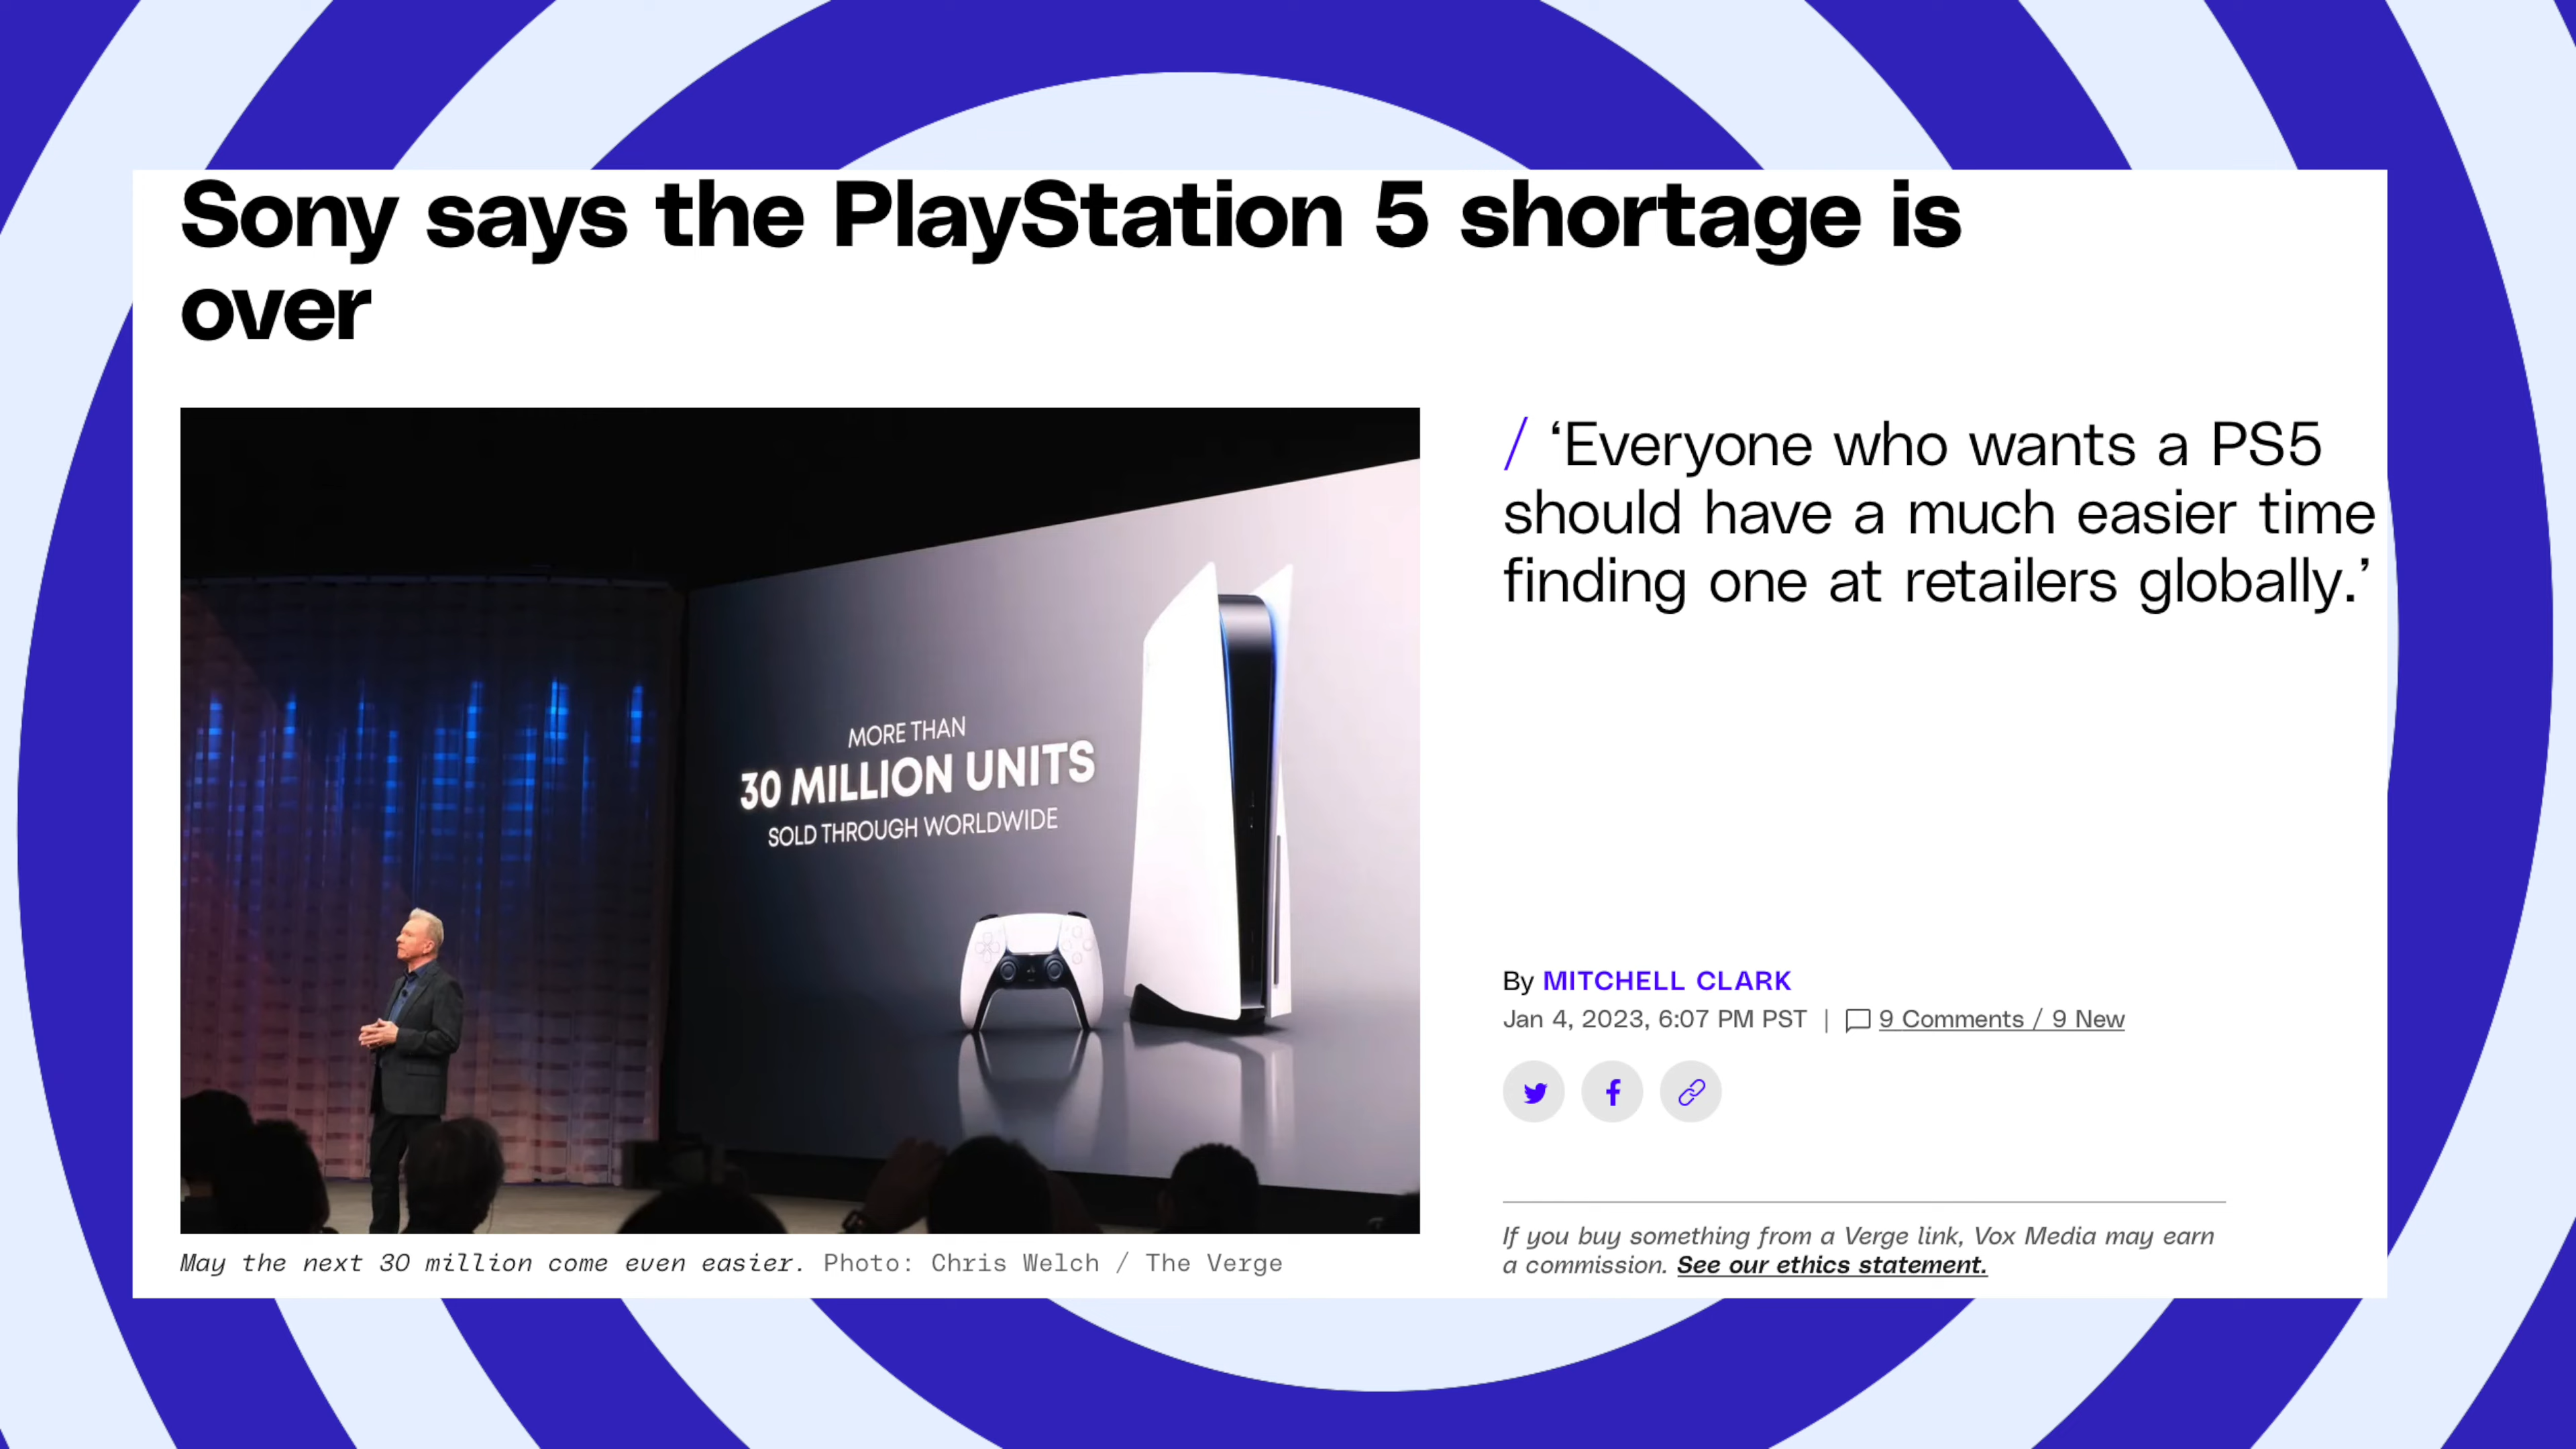 Sony says the PlayStation 5 shortage is
over
/ ‘Everyone who wants a PS5
should have a much easier time
finding one at retailers globally.’
MORE THAN
30 MILLION UNITS
SOLD THROUGH WORLDWIDE
By MITCHELL CLARK
Jan 4, 2023, 6:07 PM PST | 9 Comments / 9 New
If you buy something from a Verge link, Vox Media may earn
a commission. See our ethics statement.
May the next 30 million come even easier. Photo: Chris Welch / The Verge